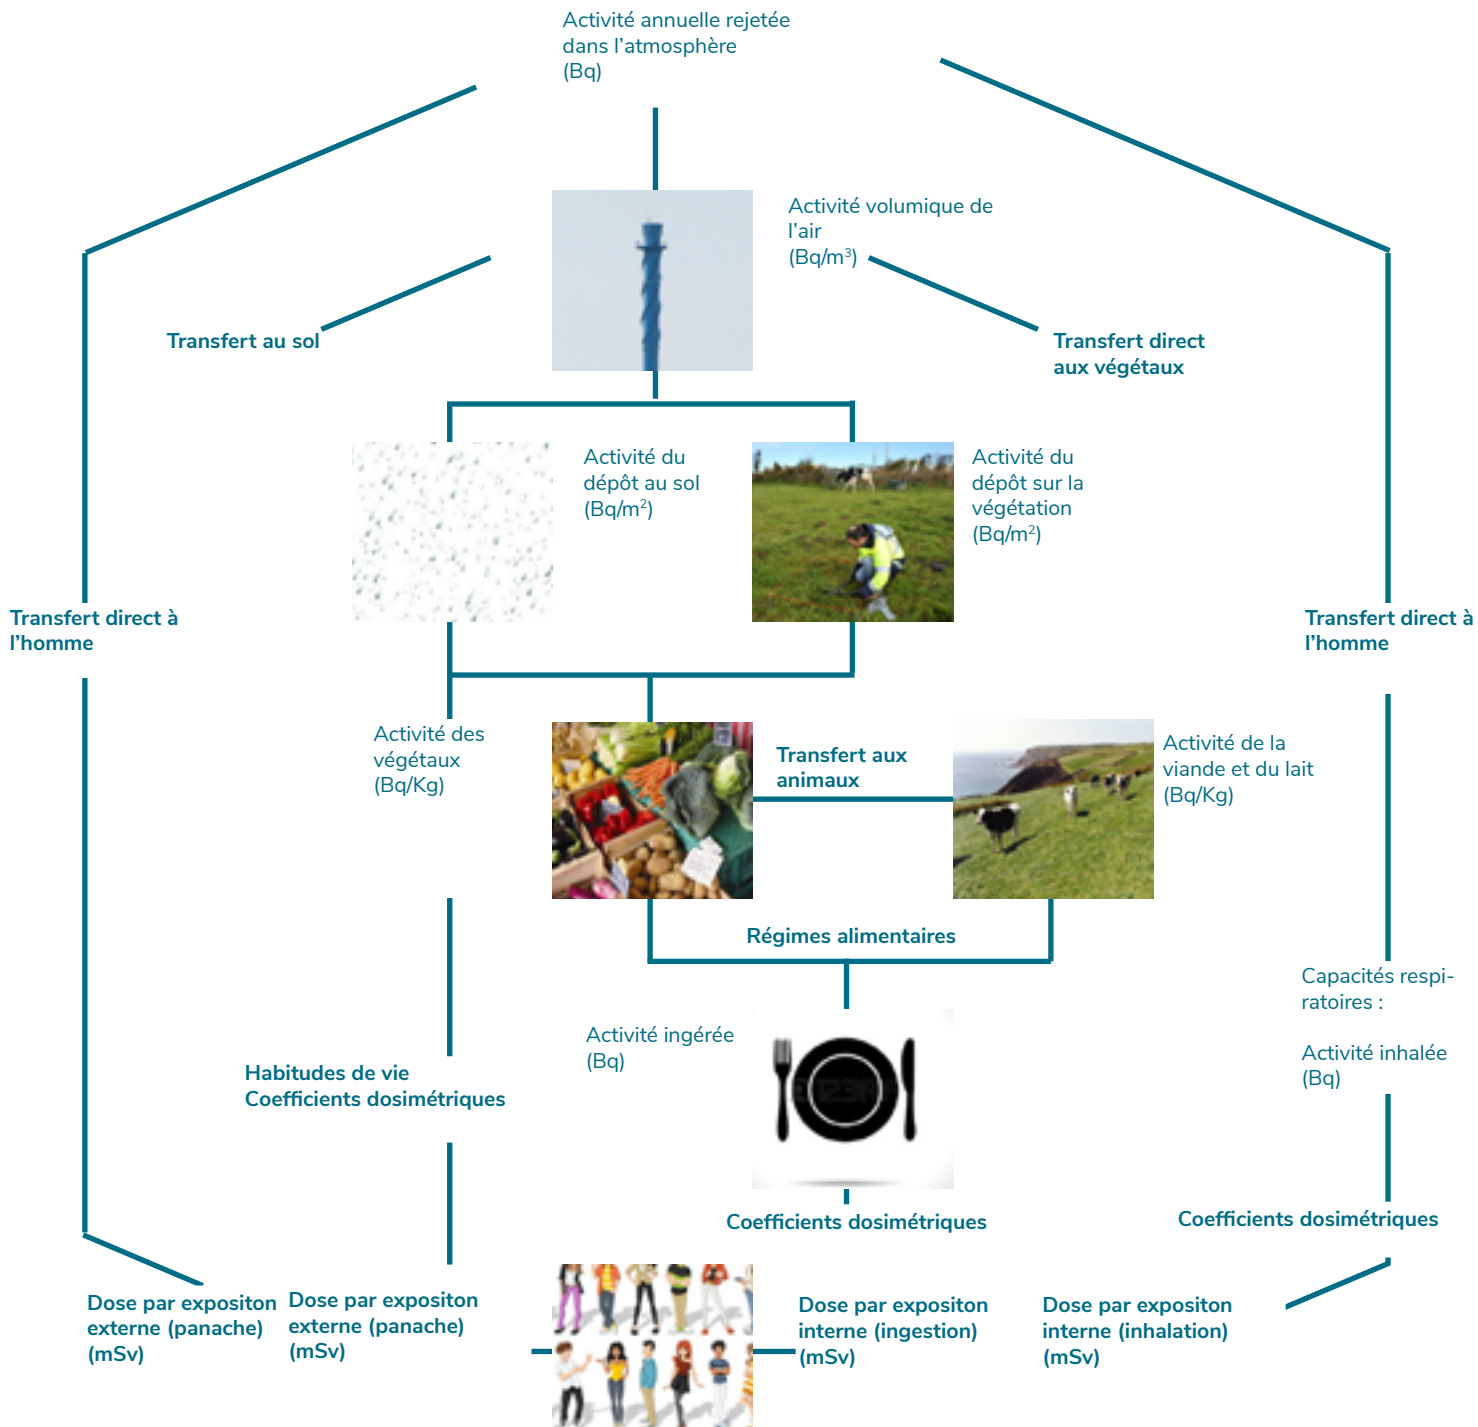 Activité annuelle rejetée
dans l'atmosphère
(Bq)
Activité volumique de
l'air
(Bq/m³)
Transfert au sol
Transfert direct
aux végétaux
Activité du
dépôt au sol
(Bq/m²)
Activité du
dépôt sur la
végétation
(Bq/m²)
Transfert direct à
l'homme
Transfert direct à
l'homme
Activité des
végétaux
(Bq/Kg)
Transfert aux
animaux
Activité de la
viande et du lait
(Bq/Kg)
Régimes alimentaires
Capacités respi-
ratoires :
Activité inhalée
(Bq)
Activité ingérée
(Bq)
Habitudes de vie
Coefficients dosimétriques
Coefficients dosimétriques
Coefficients dosimétriques
Dose par expositon
externe (panache)
(mSv)
Dose par expositon
externe (panache)
(mSv)
Dose par expositon
interne (ingestion)
(mSv)
Dose par expositon
interne (inhalation)
(mSv)